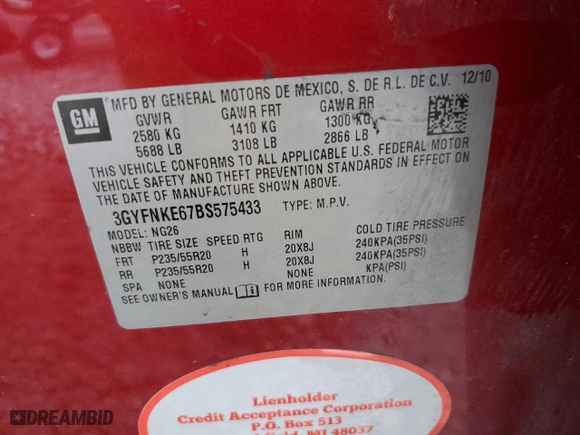 GM
MFD BY GENERAL MOTORS DE MEXICO, S. DE R.L. DE C.V. 12/10
GVWR GAWR FRT GAWR RR
2580 KG 1410 KG 1300 KG
5688 LB 3108 LB 2866 LB
THIS VEHICLE CONFORMS TO ALL APPLICABLE U.S. FEDERAL MOTOR
VEHICLE SAFETY AND THEFT PREVENTION STANDARDS IN EFFECT ON
THE DATE OF MANUFACTURE SHOWN ABOVE.
3GYFNKE67BS575433 TYPE: M.P.V.
MODEL: NG26
NBBW TIRE SIZE SPEED RTG RIM COLD TIRE PRESSURE
FRT P235/55R20 H 20X8J 240KPA(35PSI)
RR P235/55R20 H 20X8J 240KPA(35PSI)
SPA NONE NONE KPA(PSI)
SEE OWNER'S MANUAL FOR MORE INFORMATION.
Lienholder
Credit Acceptance Corporation
P.O. Box 513
MI 48037
DREAMBID